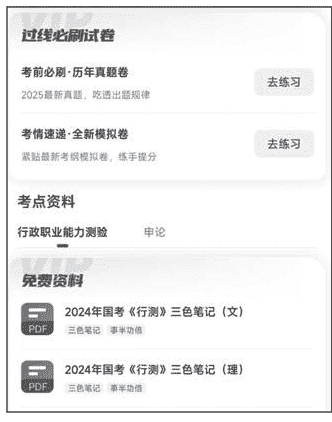 VIP
过线必刷试卷
考前必刷·历年真题卷
2025最新真题，吃透出题规律
去练习
考情速递·全新模拟卷
紧贴最新考纲模拟卷，练手提分
去练习
考点资料
行政职业能力测验 申论
VIP
免费资料
2024年国考《行测》三色笔记（文）
三色笔记 事半功倍
PDF
2024年国考《行测》三色笔记（理）
三色笔记 事半功倍
PDF